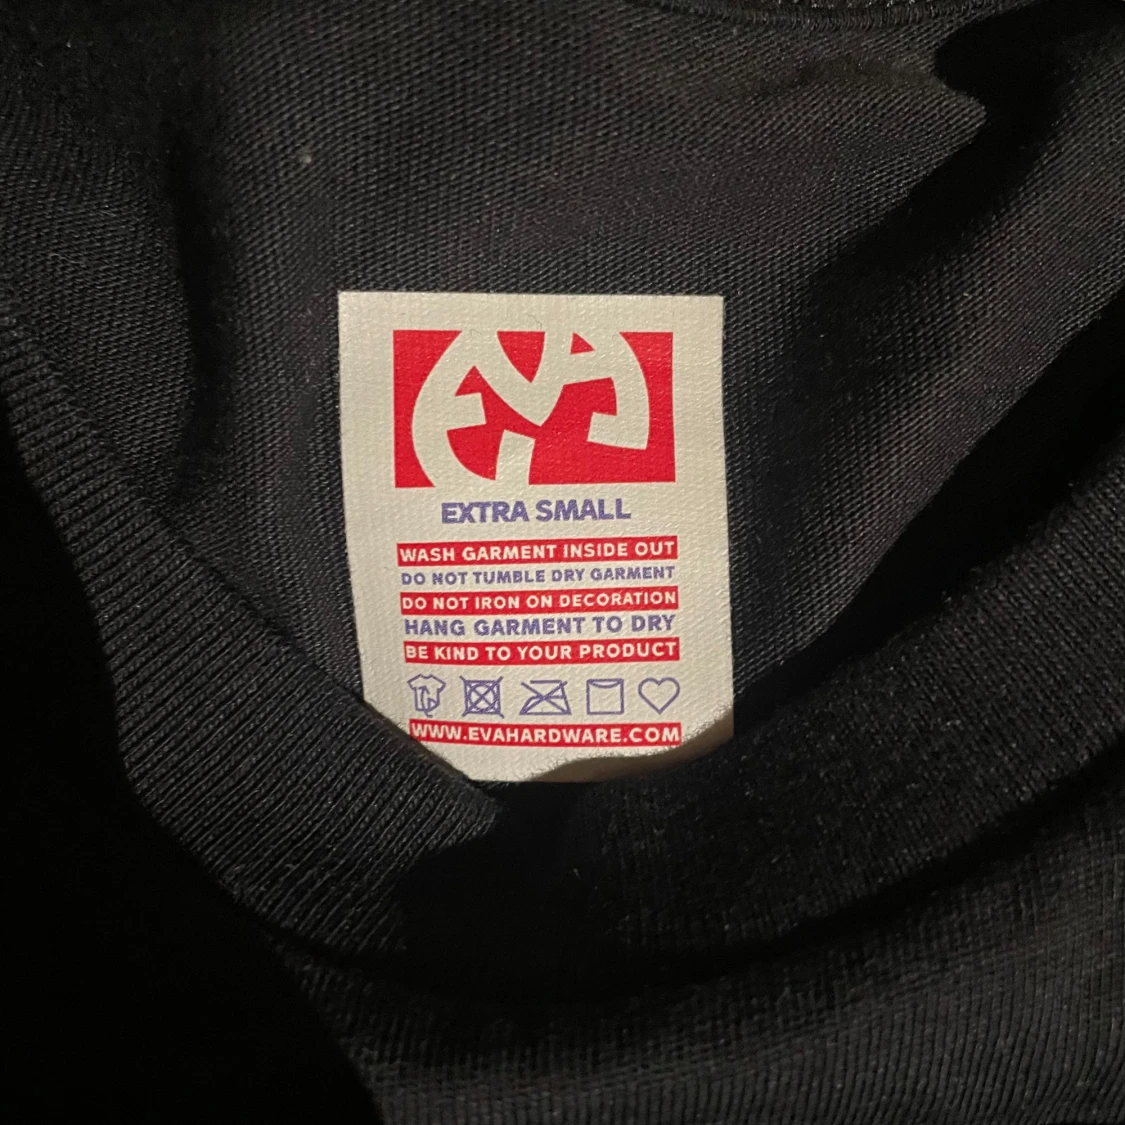 EVA
EXTRA SMALL
WASH GARMENT INSIDE OUT
DO NOT TUMBLE DRY GARMENT
DO NOT IRON ON DECORATION
HANG GARMENT TO DRY
BE KIND TO YOUR PRODUCT
WWW.EVAHARDWARE.COM